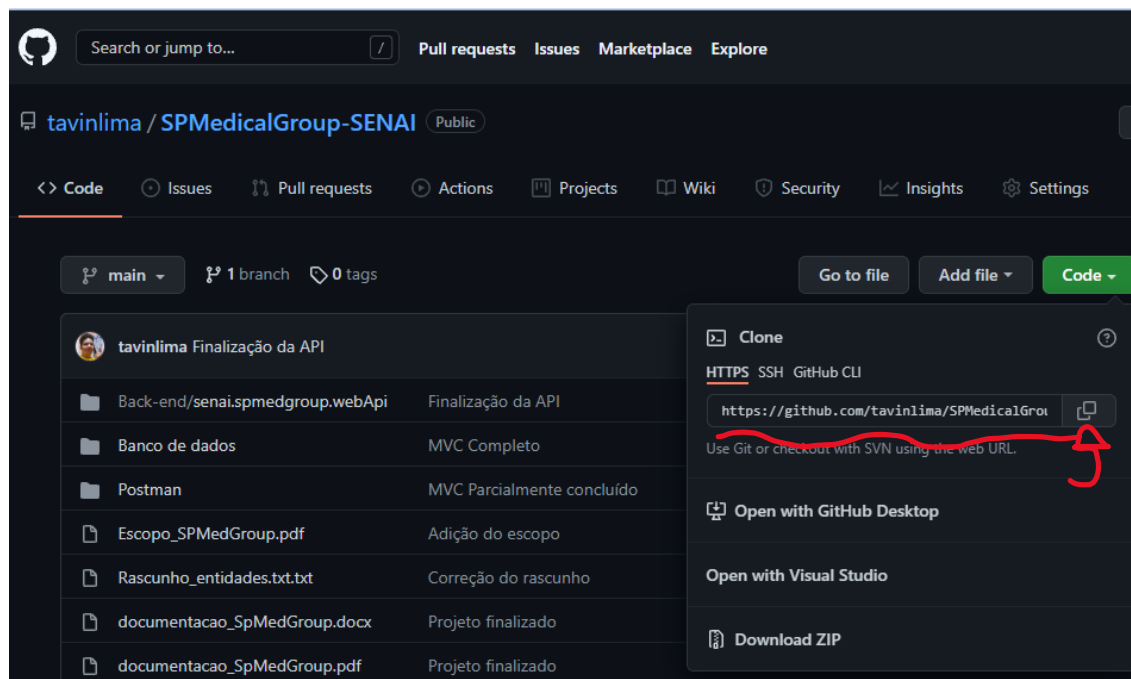 Search or jump to... / Pull requests Issues Marketplace Explore
tavinlima / SPMedicalGroup-SENAI Public
<> Code Issues Pull requests Actions Projects Wiki Security Insights Settings
main 1 branch 0 tags Go to file Add file Code
tavinlima Finalização da API
Back-end/senai.spmedgroup.webApi Finalização da API
Banco de dados MVC Completo
Postman MVC Parcialmente concluído
Escopo_SPMedGroup.pdf Adição do escopo
Rascunho_entidades.txt.txt Correção do rascunho
documentacao_SpMedGroup.docx Projeto finalizado
documentacao_SpMedGroup.pdf Projeto finalizado
Clone ?
HTTPS SSH GitHub CLI
https://github.com/tavinlima/SPMedicalGrou
Use Git or checkout with SVN using the web URL.
Open with GitHub Desktop
Open with Visual Studio
Download ZIP